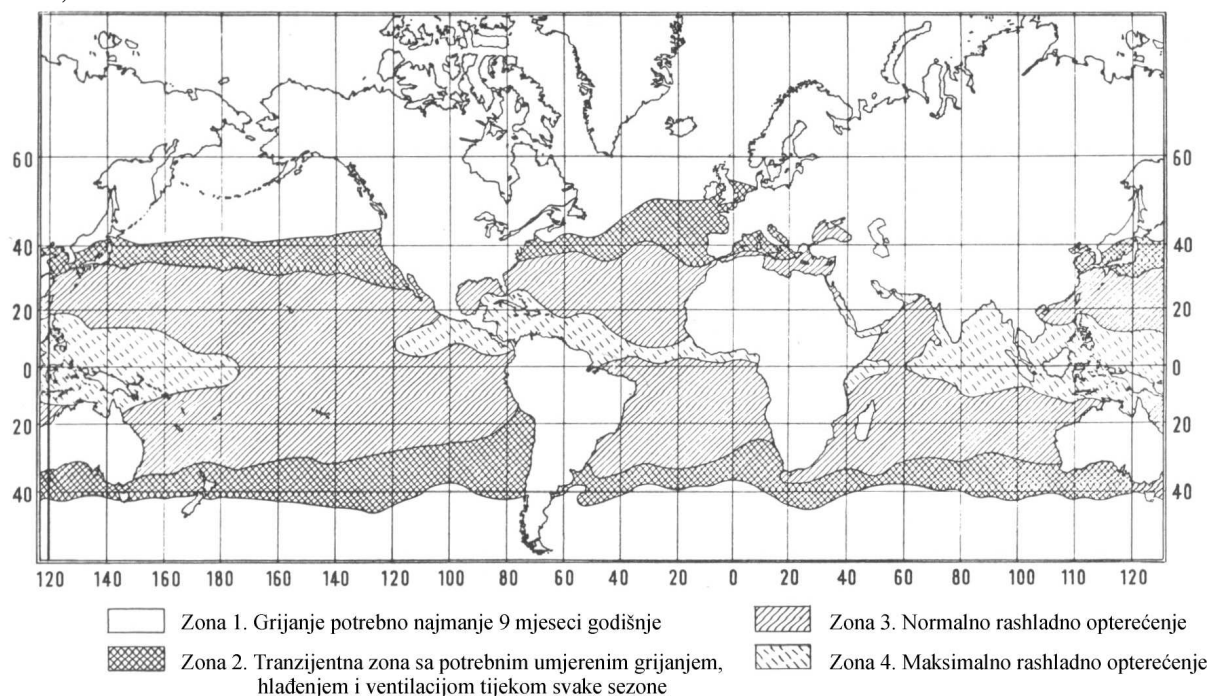 60 60
40 40
20 20
0 0
20 20
40 40
120 140 160 180 160 140 120 100 80 60 40 20 0 20 40 60 80 100 120
Zona 1. Grijanje potrebno najmanje 9 mjeseci godišnje
Zona 2. Tranzijentna zona sa potrebnim umjerenim grijanjem,
hlađenjem i ventilacijom tijekom svake sezone
Zona 3. Normalno rashladno opterećenje
Zona 4. Maksimalno rashladno opterećenje